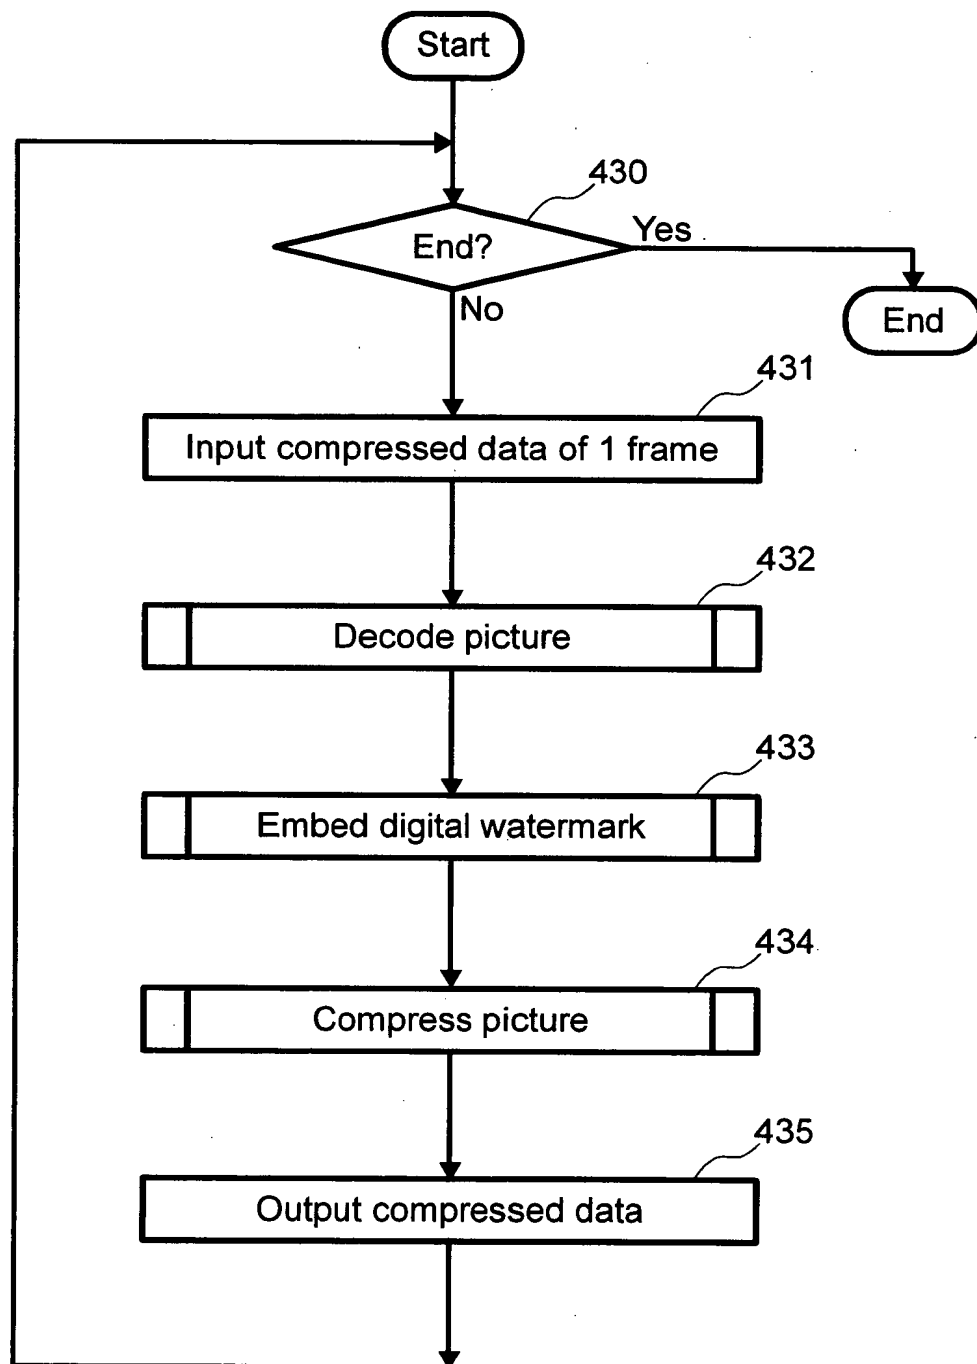 Start
430
End?
Yes
No
End
431
Input compressed data of 1 frame
432
Decode picture
433
Embed digital watermark
434
Compress picture
435
Output compressed data